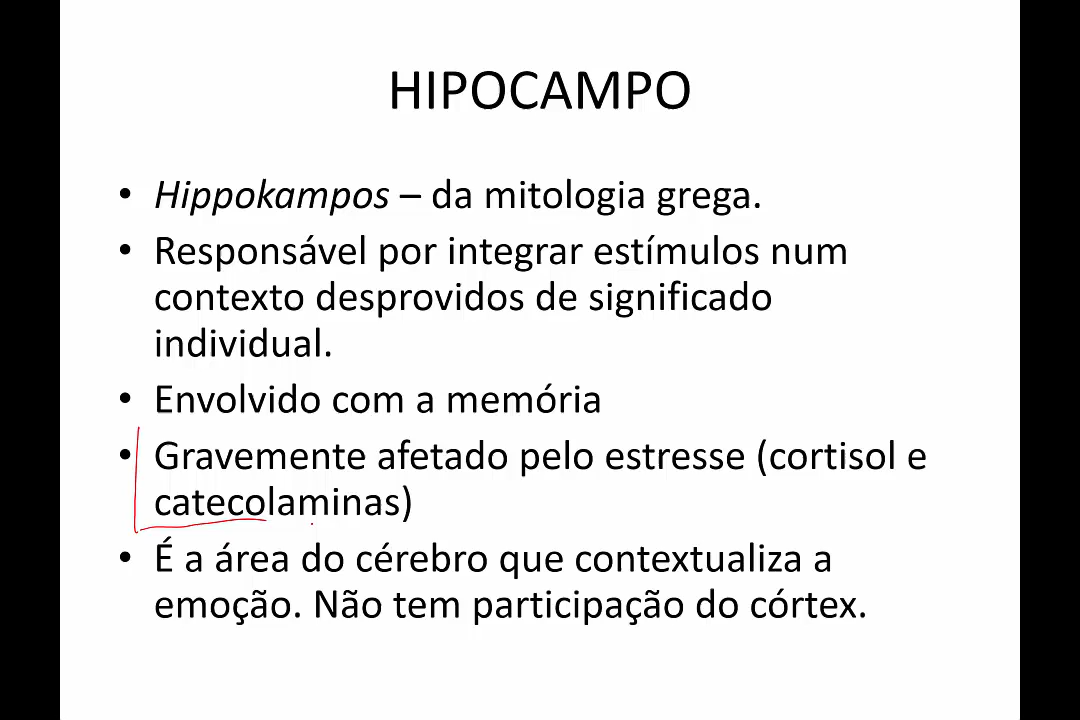 HIPOCAMPO
• Hippokampos – da mitologia grega.
• Responsável por integrar estímulos num
contexto desprovidos de significado
individual.
• Envolvido com a memória
• Gravemente afetado pelo estresse (cortisol e
catecolaminas)
• É a área do cérebro que contextualiza a
emoção. Não tem participação do córtex.